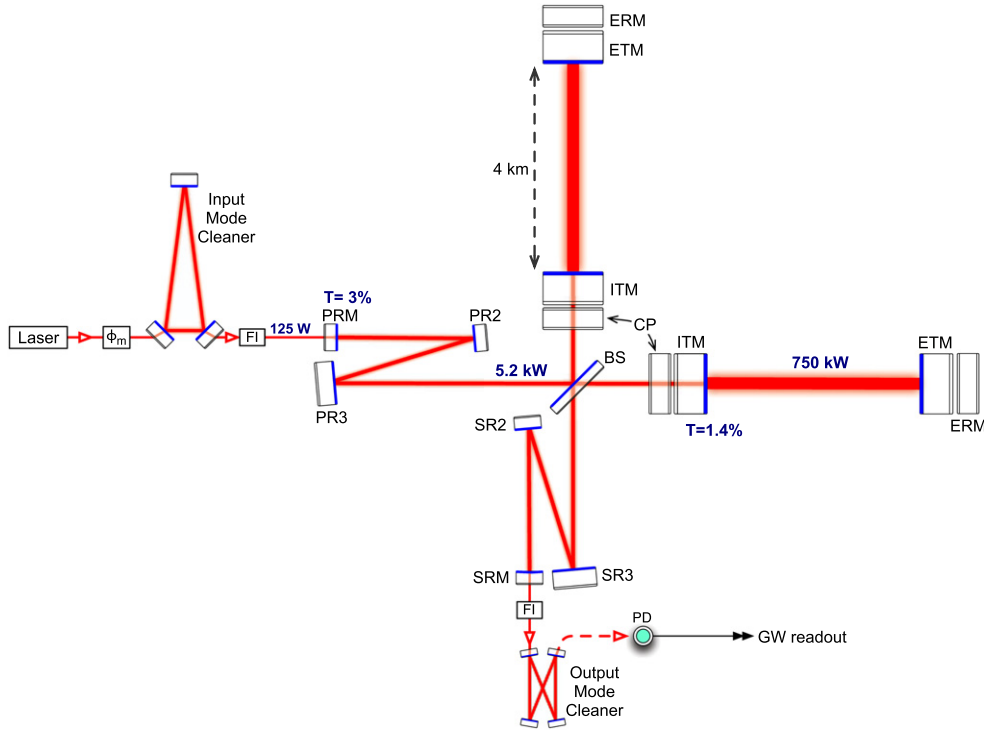 ERM
ETM
4 km
Input
Mode
Cleaner
ITM
T= 3%
PRM
PR2
CP
Laser
ϕm
FI
125 W
BS
ITM
ETM
5.2 kW
750 kW
PR3
SR2
T=1.4%
ERM
SRM
SR3
FI
PD
GW readout
Output
Mode
Cleaner